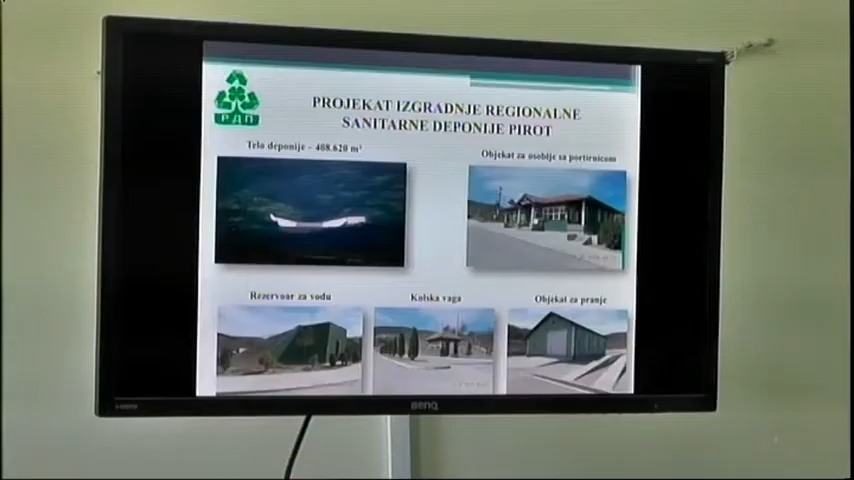 PROJEKAT IZGRADNJE REGIONALNE
SANITARNE DEPONIJE PIROT
РДП
Telo deponije – 408.620 m³
Objekat za osoblje sa portirnicom
Rezervoar za vodu
Kolska vaga
Objekat za pranje
BenQ